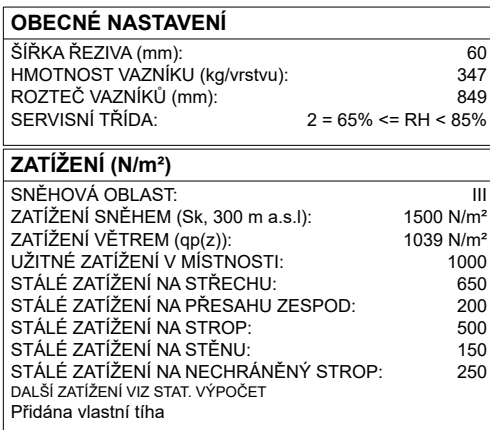 OBECNÉ NASTAVENÍ
ŠÍŘKA ŘEZIVA (mm): 60
HMOTNOST VAZNÍKU (kg/vrstvu): 347
ROZTEČ VAZNÍKŮ (mm): 849
SERVISNÍ TŘÍDA: 2 = 65% <= RH < 85%
ZATÍŽENÍ (N/m²)
SNĚHOVÁ OBLAST: III
ZATÍŽENÍ SNĚHEM (Sk, 300 m a.s.l): 1500 N/m²
ZATÍŽENÍ VĚTREM (qp(z)): 1039 N/m²
UŽITNÉ ZATÍŽENÍ V MÍSTNOSTI: 1000
STÁLÉ ZATÍŽENÍ NA STŘECHU: 650
STÁLÉ ZATÍŽENÍ NA PŘESAHU ZESPOD: 200
STÁLÉ ZATÍŽENÍ NA STROP: 500
STÁLÉ ZATÍŽENÍ NA STĚNU: 150
STÁLÉ ZATÍŽENÍ NA NECHRÁNĚNÝ STROP: 250
DALŠÍ ZATÍŽENÍ VIZ STAT. VÝPOČET
Přidána vlastní tíha